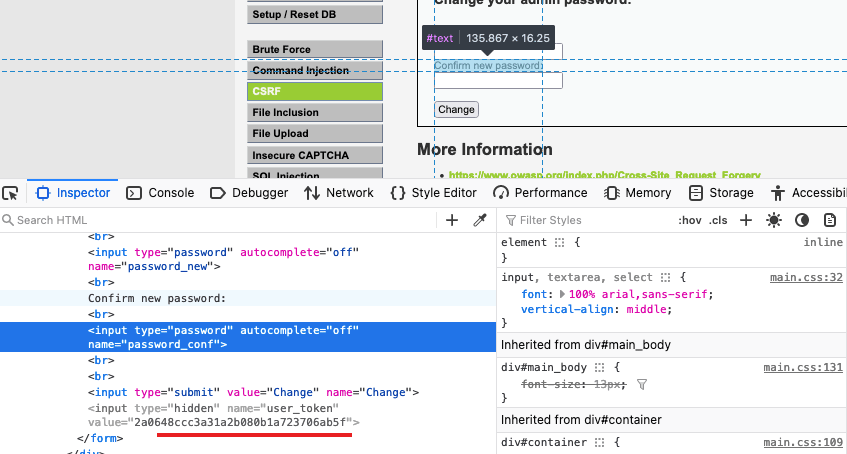 Change your admin password:
Setup / Reset DB
#text 135.867 × 16.25
Brute Force
Confirm new password:
Command Injection
CSRF
File Inclusion
Change
File Upload
More Information
Insecure CAPTCHA
SQL Injection
https://www.owasp.org/index.php/Cross-Site_Request_Forgery
Inspector Console Debugger Network Style Editor Performance Memory Storage Accessibi
Search HTML
Filter Styles :hov .cls
<br>
<input type="password" autocomplete="off"
name="password_new">
<br>
Confirm new password:
<br>
<input type="password" autocomplete="off"
name="password_conf">
<br>
<br>
<input type="submit" value="Change" name="Change">
<input type="hidden" name="user_token"
value="2a0648ccc3a31a2b080b1a723706ab5f">
</form>
</div>
element { inline
}
input, textarea, select { main.css:32
font: 100% arial,sans-serif;
vertical-align: middle;
}
Inherited from div#main_body
div#main_body { main.css:131
font-size: 13px;
}
Inherited from div#container
div#container { main.css:109